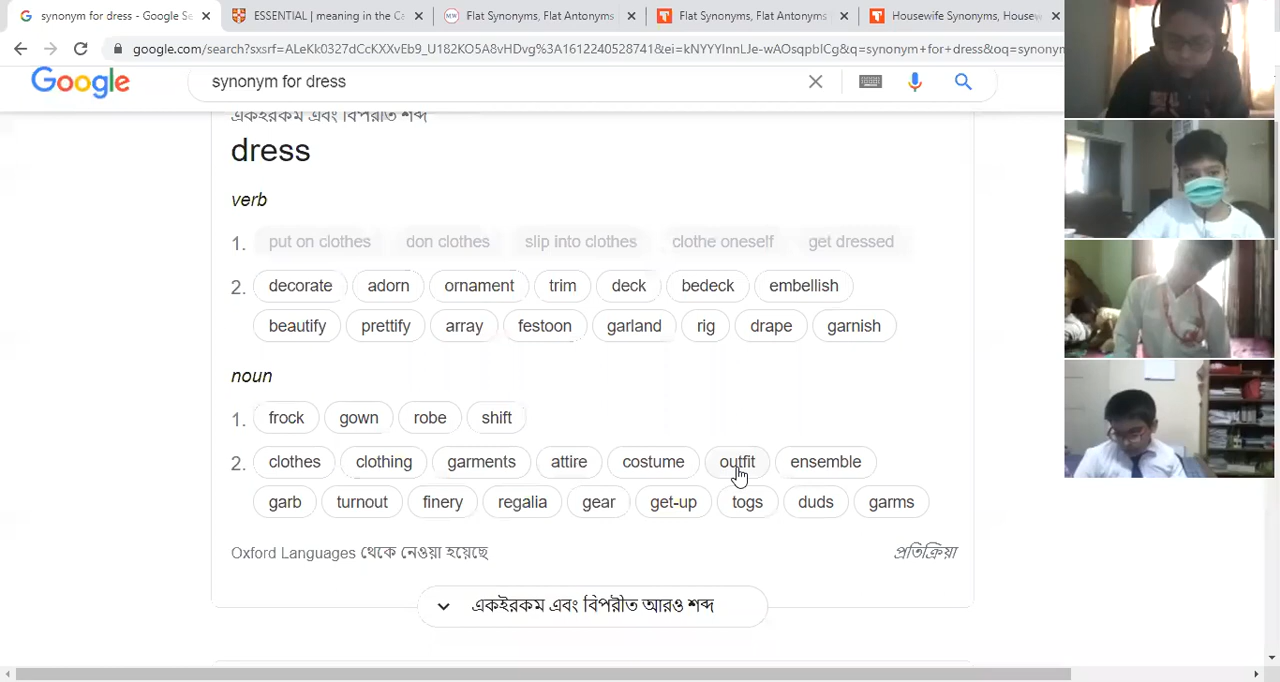 synonym for dress - Google Se
ESSENTIAL | meaning in the Ca
Flat Synonyms, Flat Antonyms
Flat Synonyms, Flat Antonyms
Housewife Synonyms, Housew
google.com/search?sxsrf=ALeKk0327dCcKXXvEb9_U182KO5A8vHDvg%3A1612240528741&ei=kNYYYInnLJe-wAOsqpbICg&q=synonym+for+dress&oq=synonym
Google
synonym for dress
একইরকম এবং বিপরীত শব্দ
dress
verb
1. put on clothes don clothes slip into clothes clothe oneself get dressed
2. decorate adorn ornament trim deck bedeck embellish
beautify prettify array festoon garland rig drape garnish
noun
1. frock gown robe shift
2. clothes clothing garments attire costume outfit ensemble
garb turnout finery regalia gear get-up togs duds garms
Oxford Languages থেকে নেওয়া হয়েছে প্রতিক্রিয়া
একইরকম এবং বিপরীত আরও শব্দ